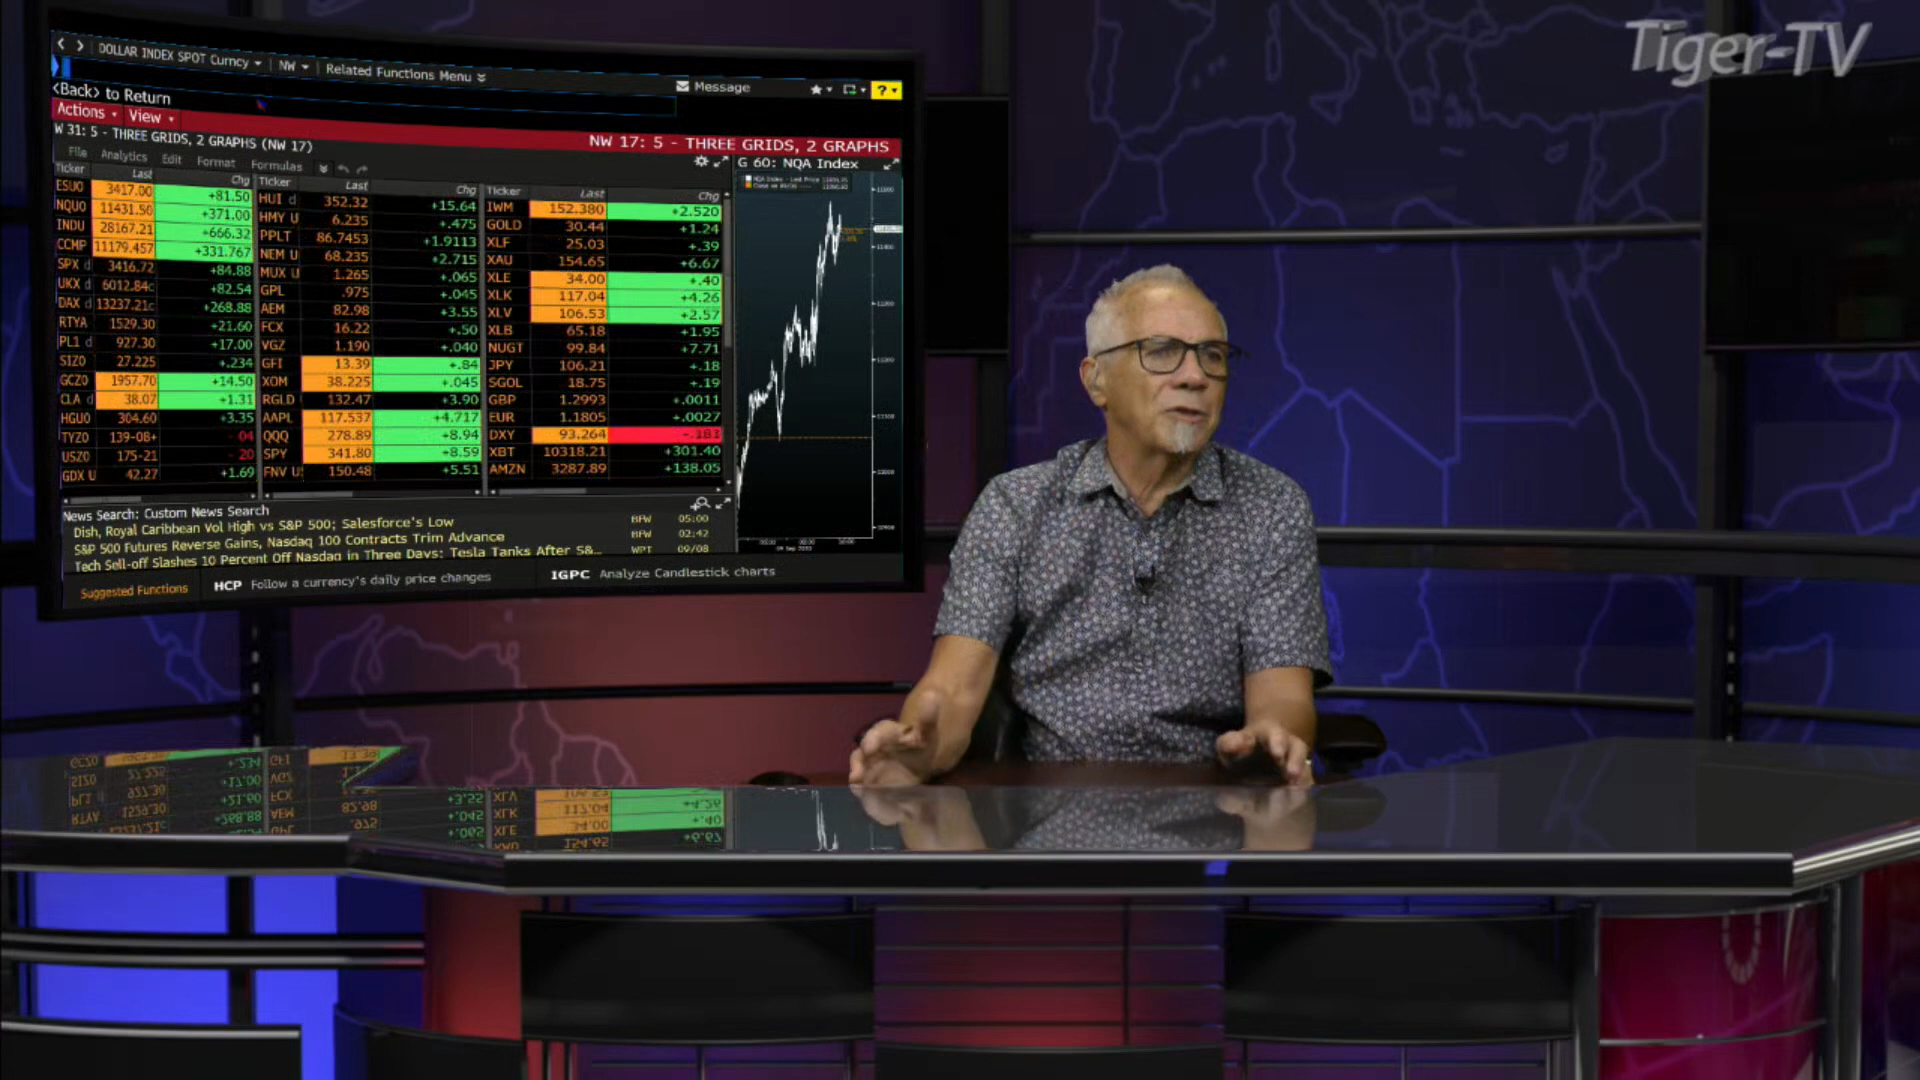 Tiger-TV
DOLLAR INDEX SPOT Curncy NW Related Functions Menu
Message
<Back> to Return
Actions View
W 31: 5 - THREE GRIDS, 2 GRAPHS (NW 17)
NW 17: 5 - THREE GRIDS, 2 GRAPHS
File Analytics Edit Format Formulas
G 60: NQA Index
Ticker Last Chg Ticker Last Chg Ticker Last Chg
ESU0 3417.00 +81.50 HUI d 352.32 +15.64 IWM 152.380 +2.520
NQU0 11431.50 +371.00 HMY U 6.235 +.475 GOLD 30.44 +1.24
INDU 28167.21 +666.32 PPLT 86.7453 +1.9113 XLF 25.03 +.39
CCMP 11179.457 +331.767 NEM U 68.235 +2.715 XAU 154.65 +6.67
SPX d 3416.72 +84.88 MUX U 1.265 +.065 XLE 34.00 +.40
UKX d 6012.84c +82.54 GPL .975 +.045 XLK 117.04 +4.26
DAX d 13237.21c +268.88 AEM 82.98 +3.55 XLV 106.53 +2.57
RTYA 1529.30 +21.60 FCX 16.22 +.50 XLB 65.18 +1.95
PL1 d 927.30 +17.00 VGZ 1.190 +.040 NUGT 99.84 +7.71
SIZ0 27.225 +.234 GFI 13.39 +.84 JPY 106.21 +.18
GCZ0 1957.70 +14.50 XOM 38.225 +.045 SGOL 18.75 +.19
CLA d 38.07 +1.31 RGLD 132.47 +3.90 GBP 1.2993 +.0011
HGU0 304.60 +3.35 AAPL 117.537 +4.717 EUR 1.1805 +.0027
TYZ0 139-08+ - 04 QQQ 278.89 +8.94 DXY 93.264 -.183
USZ0 175-21 - 20 SPY 341.80 +8.59 XBT 10318.21 +301.40
GDX U 42.27 +1.69 FNV US 150.48 +5.51 AMZN 3287.89 +138.05
News Search: Custom News Search
Dish, Royal Caribbean Vol High vs S&P 500; Salesforce's Low BFW 05:00
S&P 500 Futures Reverse Gains, Nasdaq 100 Contracts Trim Advance BFW 02:42
Tech Sell-off Slashes 10 Percent Off Nasdaq in Three Days: Tesla Tanks After S&... WPT 09/08
Suggested Functions HCP Follow a currency's daily price changes IGPC Analyze Candlestick charts